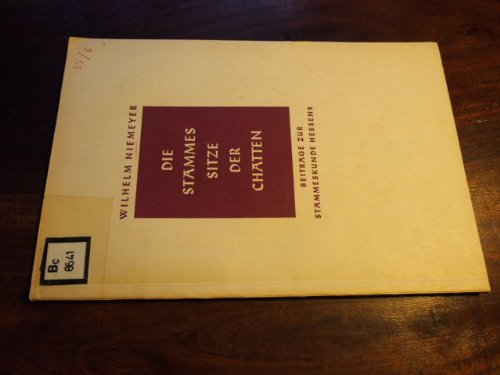 55/6
WILHELM NIEMEYER
DIE
STAMMES
SITZE
DER
CHATTEN
BEITRÄGE ZUR
STAMMESKUNDE HESSENS
Bc
8641